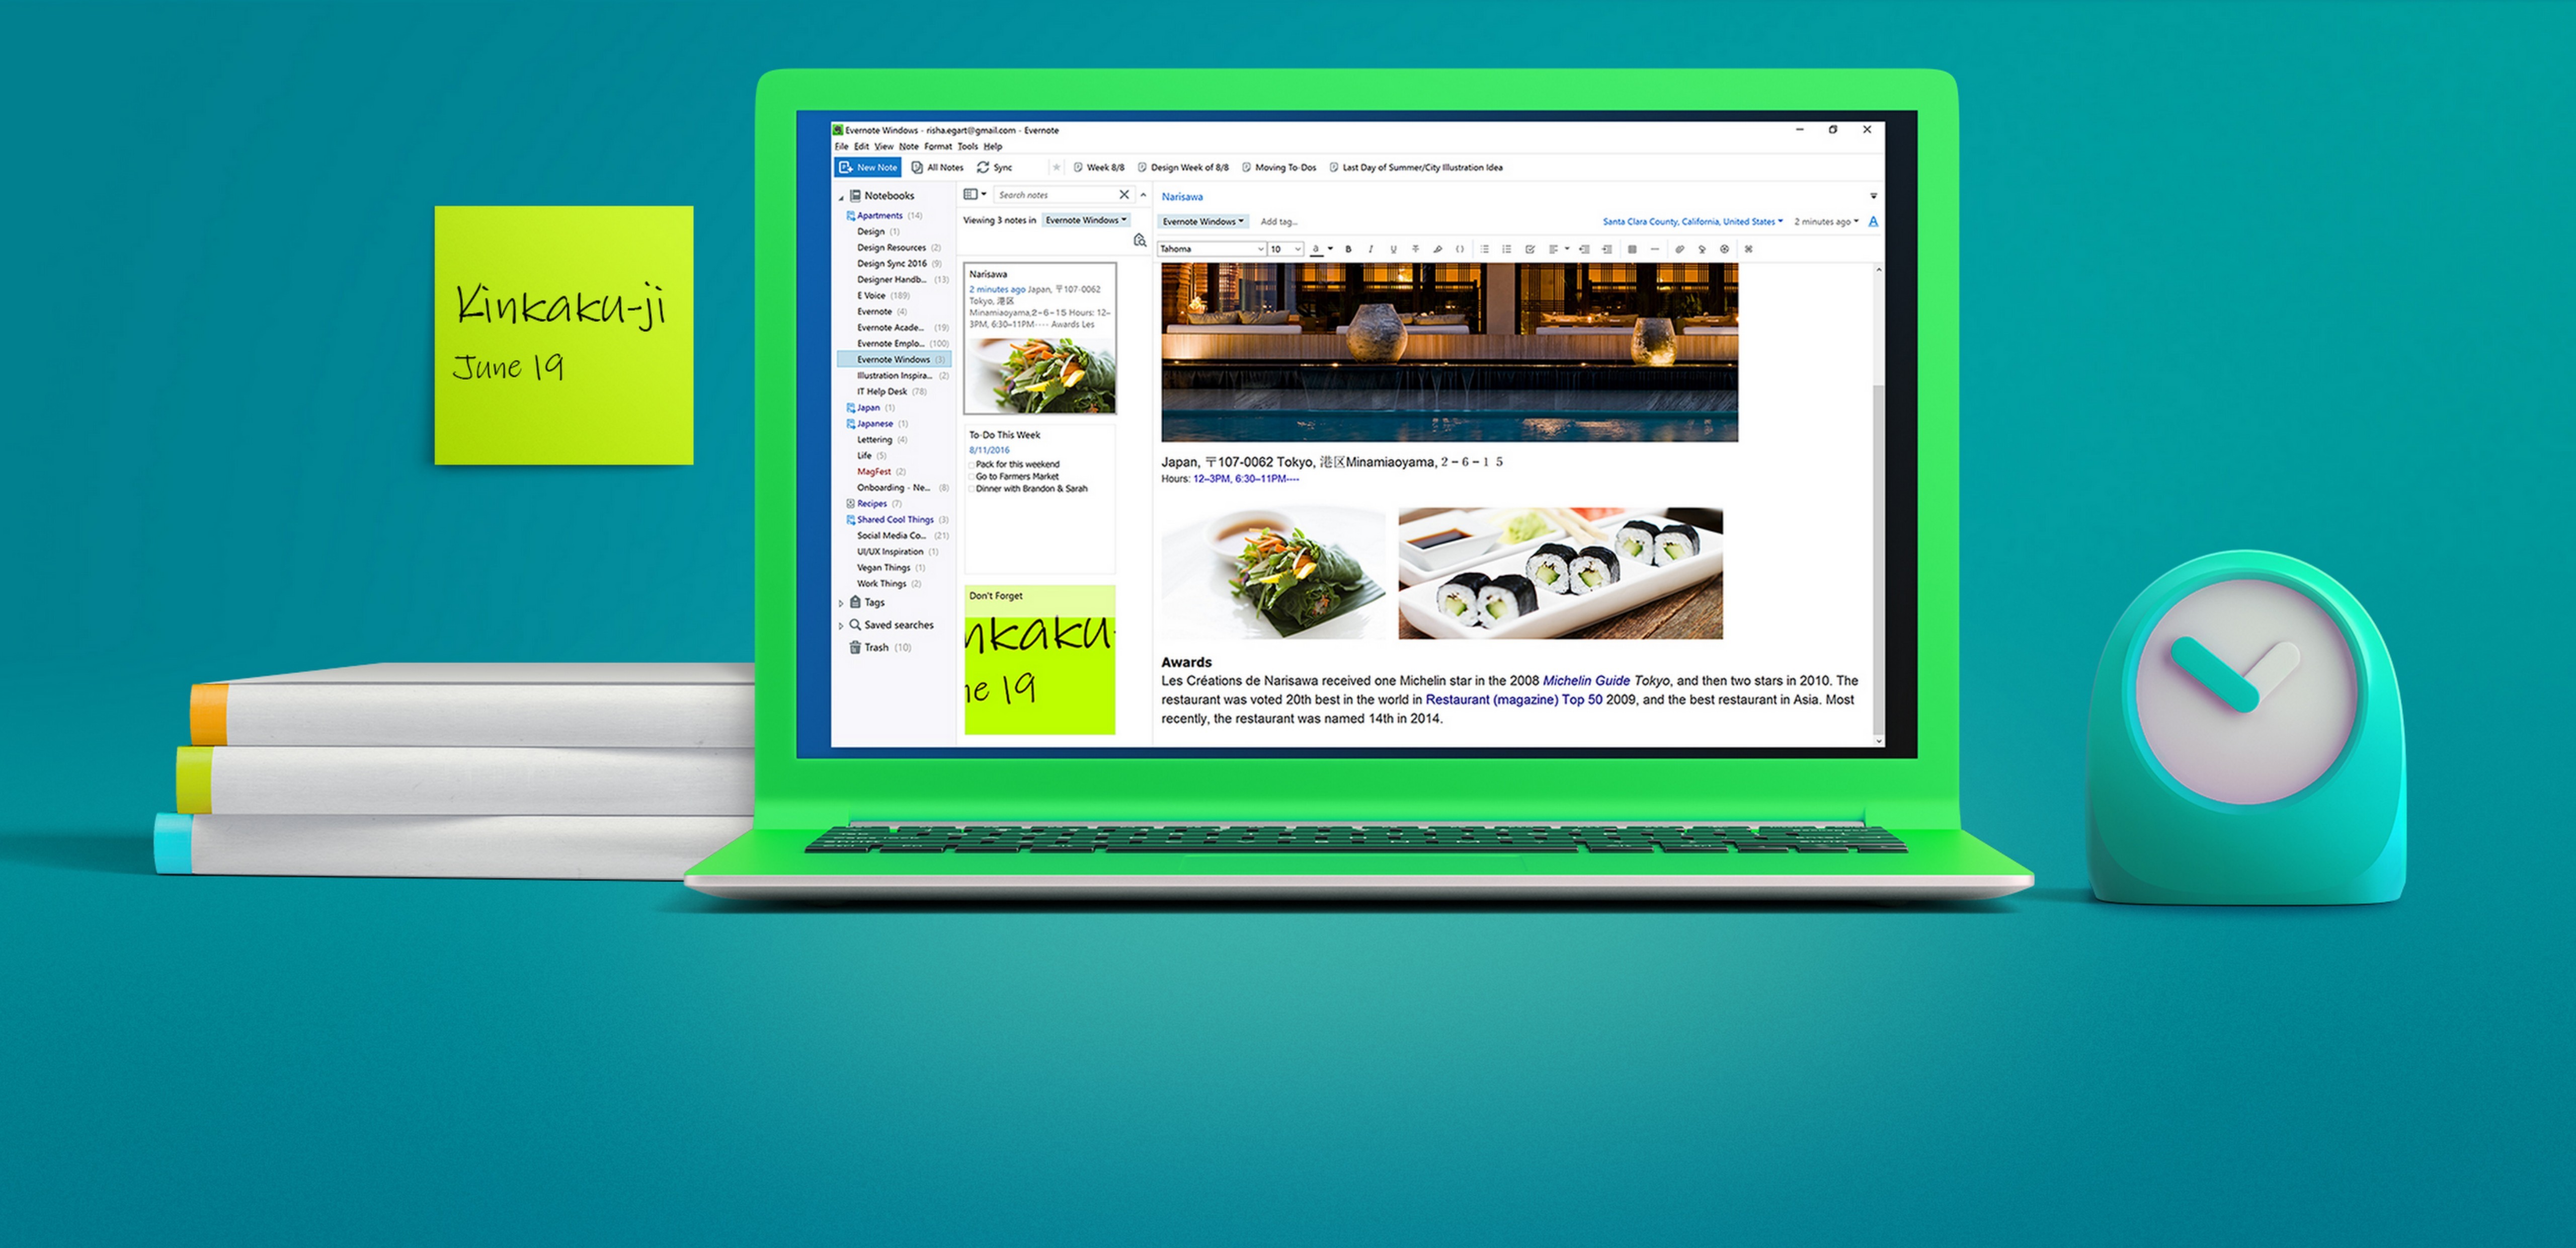 Kinkaku-ji
June 19
Evernote Windows - risha.egart@gmail.com - Evernote
File Edit View Note Format Tools Help
New Note All Notes Sync Week 8/8 Design Week of 8/8 Moving To-Dos Last Day of Summer/City Illustration Idea
Notebooks
Apartments (14)
Design (1)
Design Resources (2)
Design Sync 2016 (9)
Designer Handb... (13)
E Voice (189)
Evernote (4)
Evernote Acade... (19)
Evernote Emplo... (100)
Evernote Windows (3)
Illustration Inspira... (2)
IT Help Desk (78)
Japan (1)
Japanese (1)
Lettering (4)
Life (5)
MagFest (2)
Onboarding - Ne... (8)
Recipes (7)
Shared Cool Things (3)
Social Media Co... (21)
UI/UX Inspiration (1)
Vegan Things (1)
Work Things (2)
Tags
Saved searches
Trash (10)
Search notes
Viewing 3 notes in Evernote Windows
Narisawa
2 minutes ago Japan, 〒107-0062
Tokyo, 港区
Minamiaoyama,2-6-15 Hours: 12-
3PM, 6:30-11PM---- Awards Les
To-Do This Week
8/11/2016
Pack for this weekend
Go to Farmers Market
Dinner with Brandon & Sarah
Don't Forget
nkaku-
ne 19
Narisawa
Evernote Windows Add tag... Santa Clara County, California, United States 2 minutes ago
Tahoma 10
Japan, 〒107-0062 Tokyo, 港区Minamiaoyama, 2-6-15
Hours: 12–3PM, 6:30–11PM----
Awards
Les Créations de Narisawa received one Michelin star in the 2008 Michelin Guide Tokyo, and then two stars in 2010. The
restaurant was voted 20th best in the world in Restaurant (magazine) Top 50 2009, and the best restaurant in Asia. Most
recently, the restaurant was named 14th in 2014.